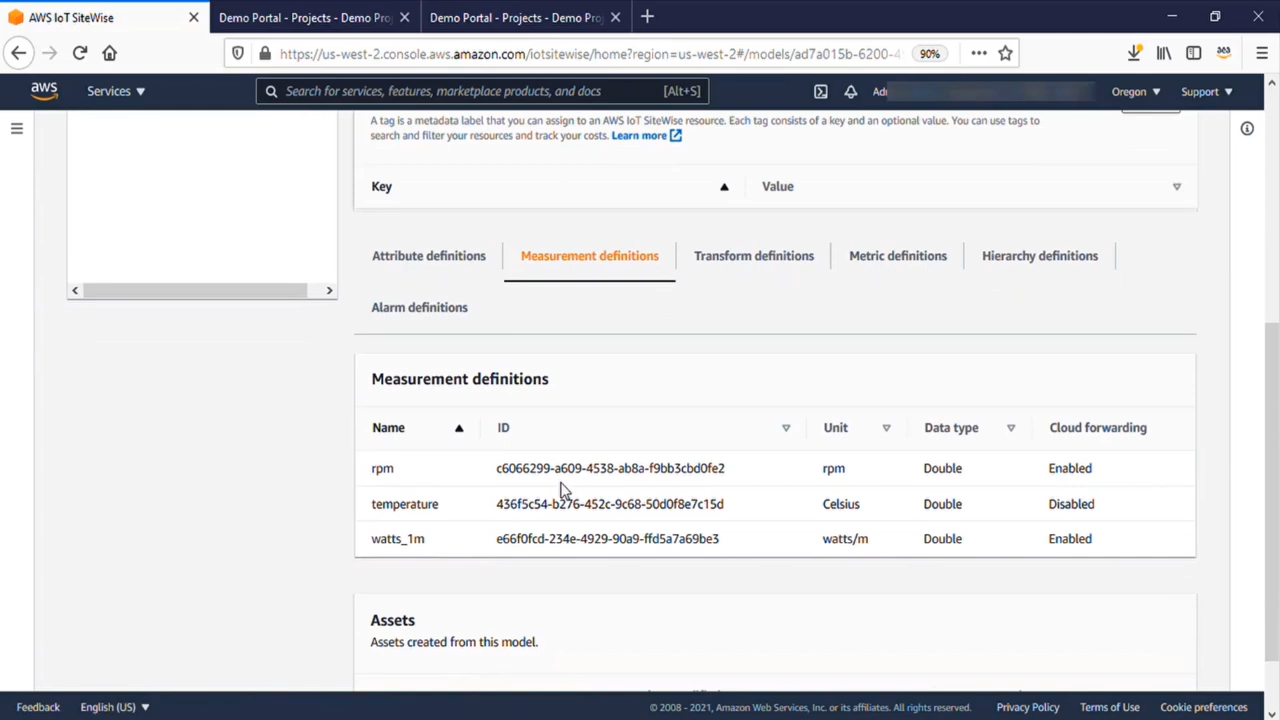 AWS IoT SiteWise
Demo Portal - Projects - Demo Pro
Demo Portal - Projects - Demo Pro
https://us-west-2.console.aws.amazon.com/iotsitewise/home?region=us-west-2#/models/ad7a015b-6200-4
90%
aws
Services
Search for services, features, marketplace products, and docs
[Alt+S]
Oregon
Support
A tag is a metadata label that you can assign to an AWS IoT SiteWise resource. Each tag consists of a key and an optional value. You can use tags to
search and filter your resources and track your costs. Learn more
Key Value
Attribute definitions Measurement definitions Transform definitions Metric definitions Hierarchy definitions
Alarm definitions
Measurement definitions
Name ID Unit Data type Cloud forwarding
rpm c6066299-a609-4538-ab8a-f9bb3cbd0fe2 rpm Double Enabled
temperature 436f5c54-b276-452c-9c68-50d0f8e7c15d Celsius Double Disabled
watts_1m e66f0fcd-234e-4929-90a9-ffd5a7a69be3 watts/m Double Enabled
Assets
Assets created from this model.
Feedback English (US) © 2008 - 2021, Amazon Web Services, Inc. or its affiliates. All rights reserved. Privacy Policy Terms of Use Cookie preferences